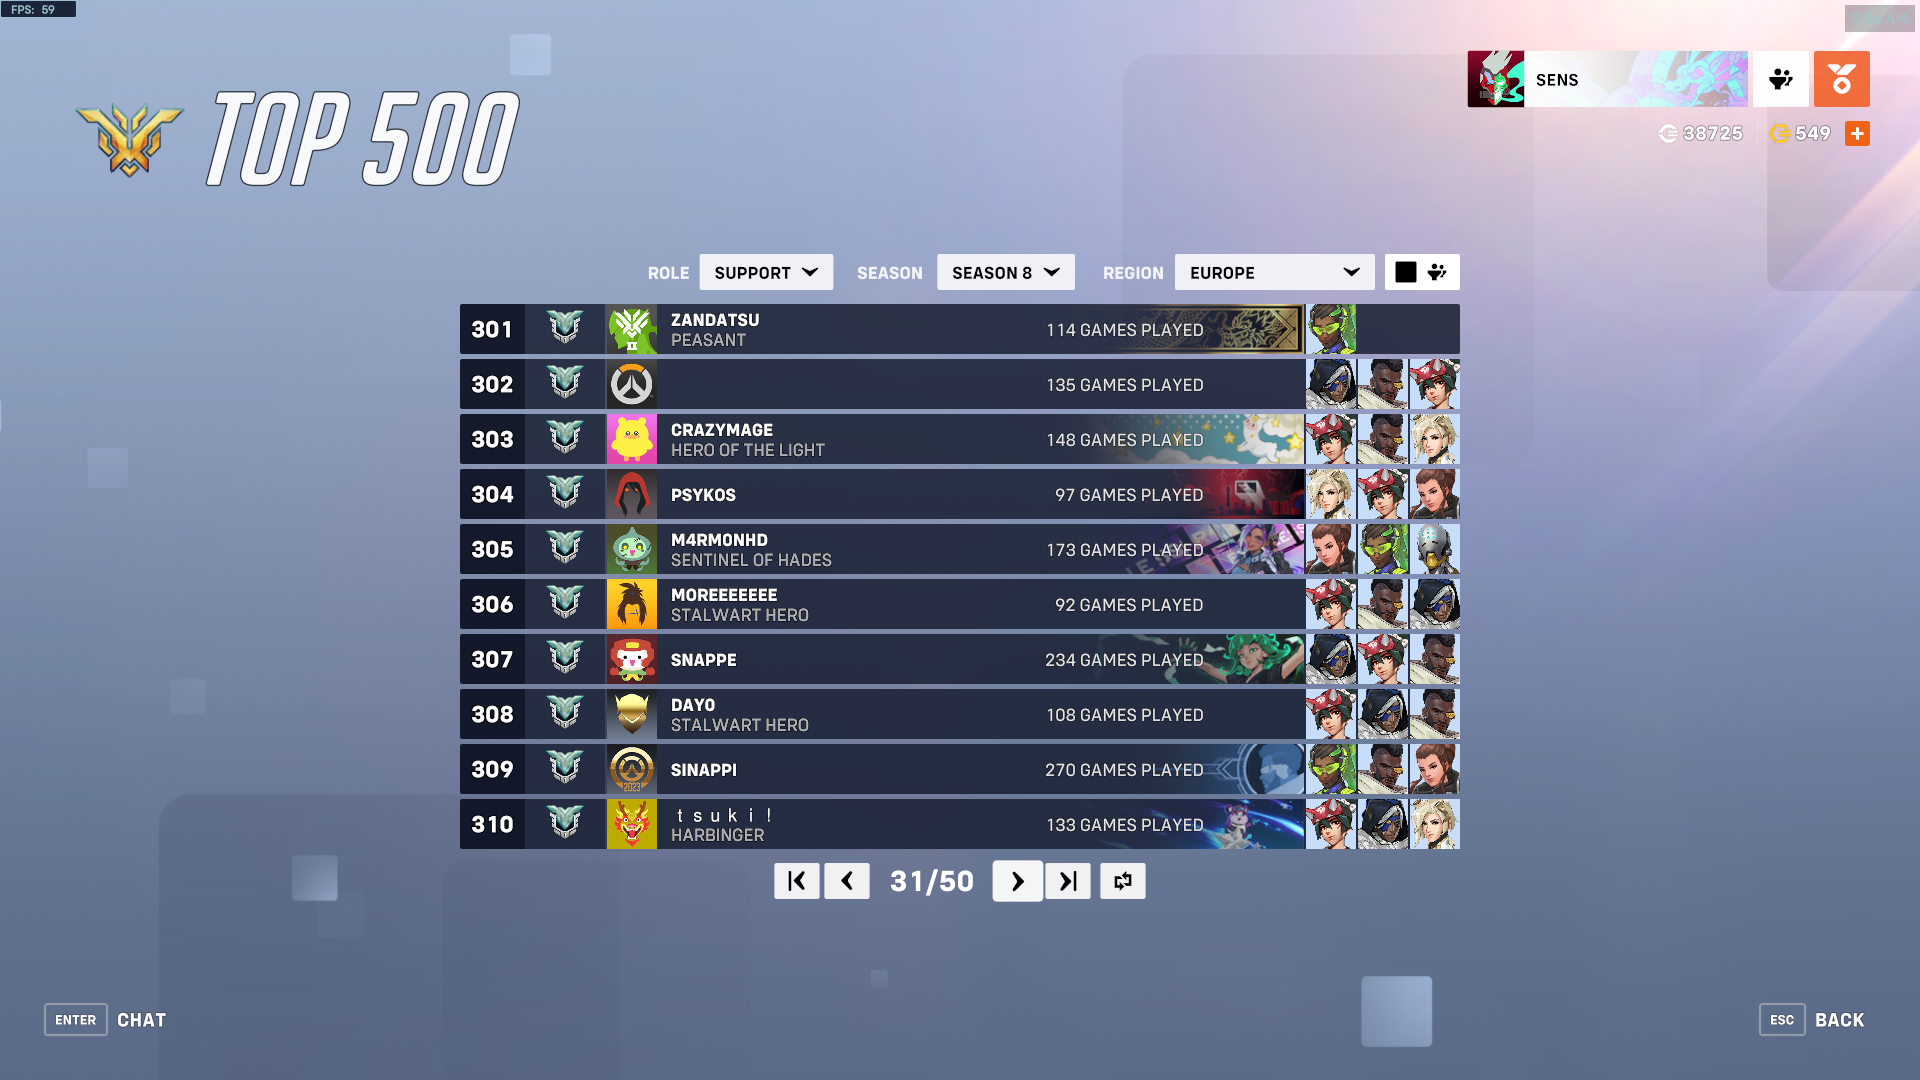 FPS: 59
TOP 500
SENS
38725
549
ROLE SUPPORT SEASON SEASON 8 REGION EUROPE
301 ZANDATSU 114 GAMES PLAYED
PEASANT
302 135 GAMES PLAYED
303 CRAZYMAGE 148 GAMES PLAYED
HERO OF THE LIGHT
304 PSYKOS 97 GAMES PLAYED
305 M4RMONHD 173 GAMES PLAYED
SENTINEL OF HADES
306 MOREEEEEEE 92 GAMES PLAYED
STALWART HERO
307 SNAPPE 234 GAMES PLAYED
308 DAYO 108 GAMES PLAYED
STALWART HERO
309 SINAPPI 270 GAMES PLAYED
2023
310 ｔｓｕｋｉ！ 133 GAMES PLAYED
HARBINGER
31/50
ENTER CHAT
ESC BACK